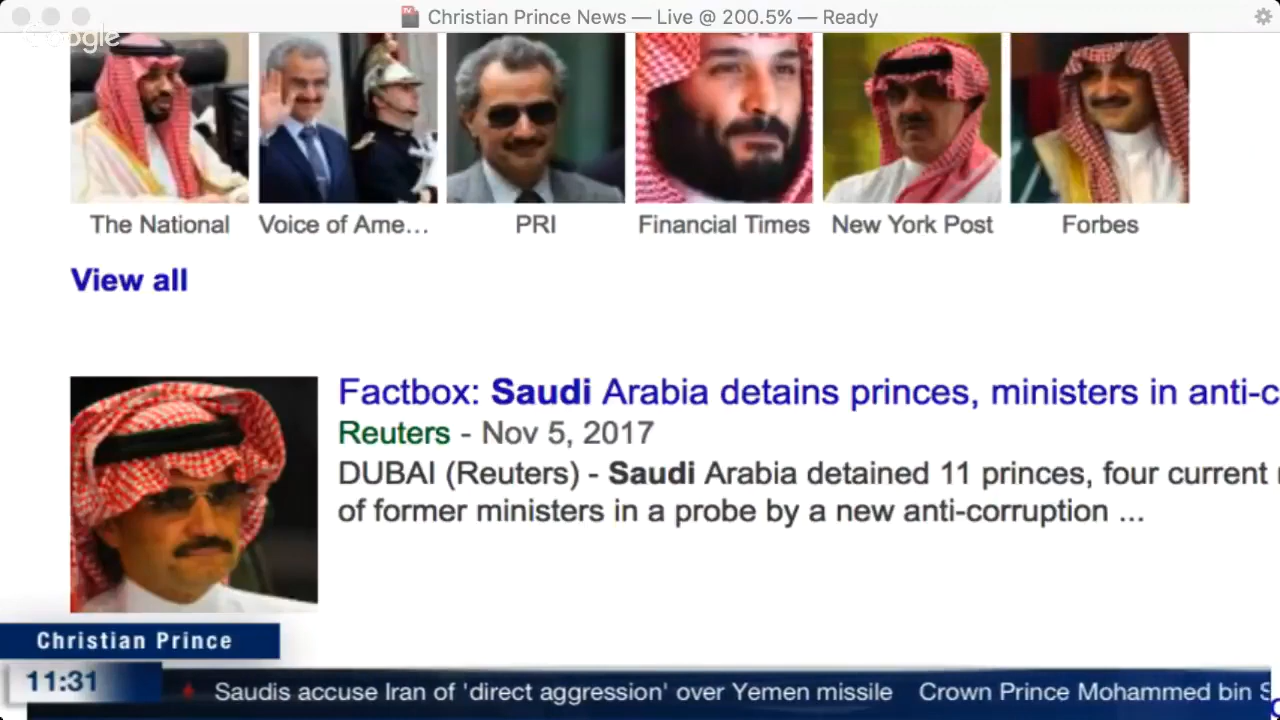 Christian Prince News — Live @ 200.5% — Ready
Google
The National
Voice of Ame…
PRI
Financial Times
New York Post
Forbes
View all
Factbox: Saudi Arabia detains princes, ministers in anti-c
Reuters - Nov 5, 2017
DUBAI (Reuters) - Saudi Arabia detained 11 princes, four current
of former ministers in a probe by a new anti-corruption ...
Christian Prince
11:31
Saudis accuse Iran of 'direct aggression' over Yemen missile Crown Prince Mohammed bin S